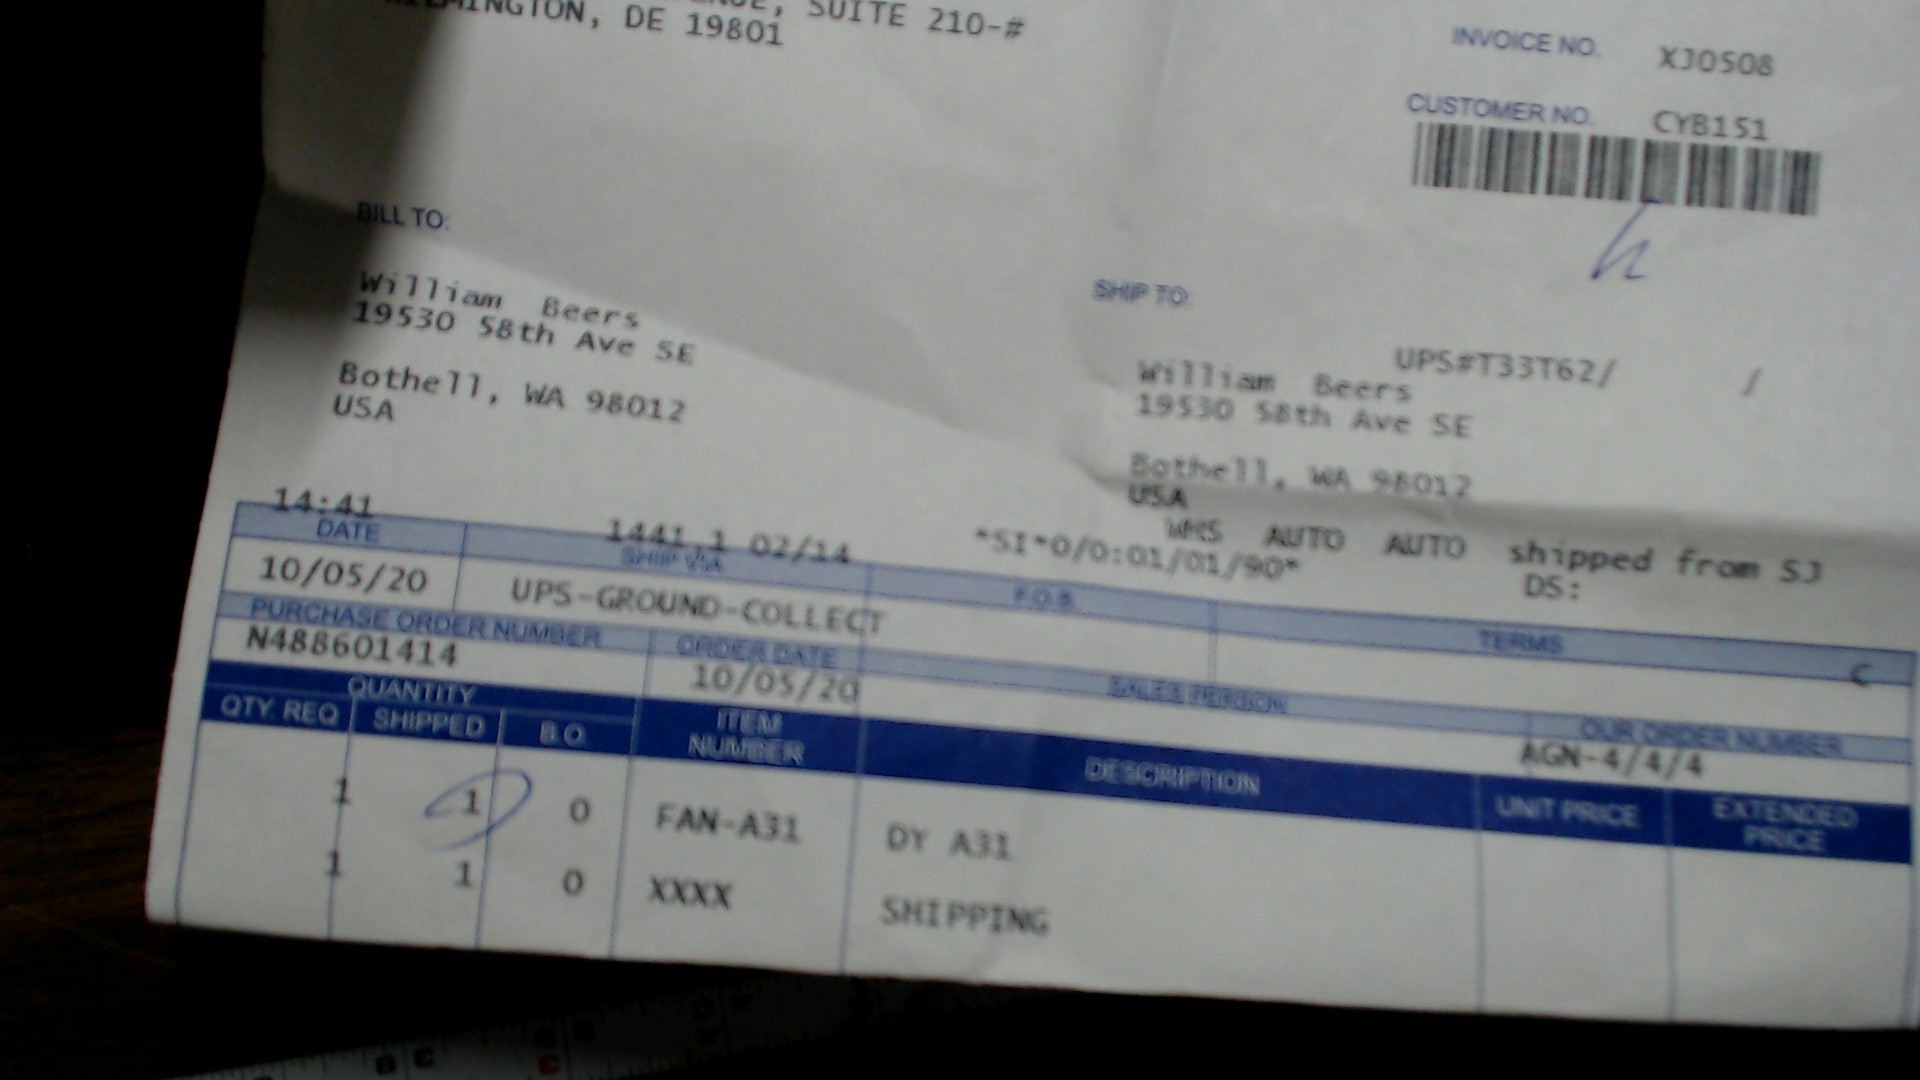 SUITE 210-#
DE 19801
INVOICE NO. XJ0508
CUSTOMER NO. CYB151
BILL TO:
William Beers
19530 58th Ave SE
Bothell, WA 98012
USA
SHIP TO:
UPS#T33T62/ /
William Beers
19530 58th Ave SE
Bothell, WA 98012
USA
WHS AUTO AUTO shipped from SJ
14:41 1441.1 02/14 *SI*0/0:01/01/90* DS:
DATE SHIP VIA F.O.B. TERMS
10/05/20 UPS-GROUND-COLLECT C
PURCHASE ORDER NUMBER ORDER DATE SALES PERSON OUR ORDER NUMBER
N488601414 10/05/20 AGN-4/4/4
QUANTITY
QTY. REQ SHIPPED B.O. ITEM NUMBER DESCRIPTION UNIT PRICE EXTENDED PRICE
1 1 0 FAN-A31 DY A31
1 1 0 XXXX SHIPPING